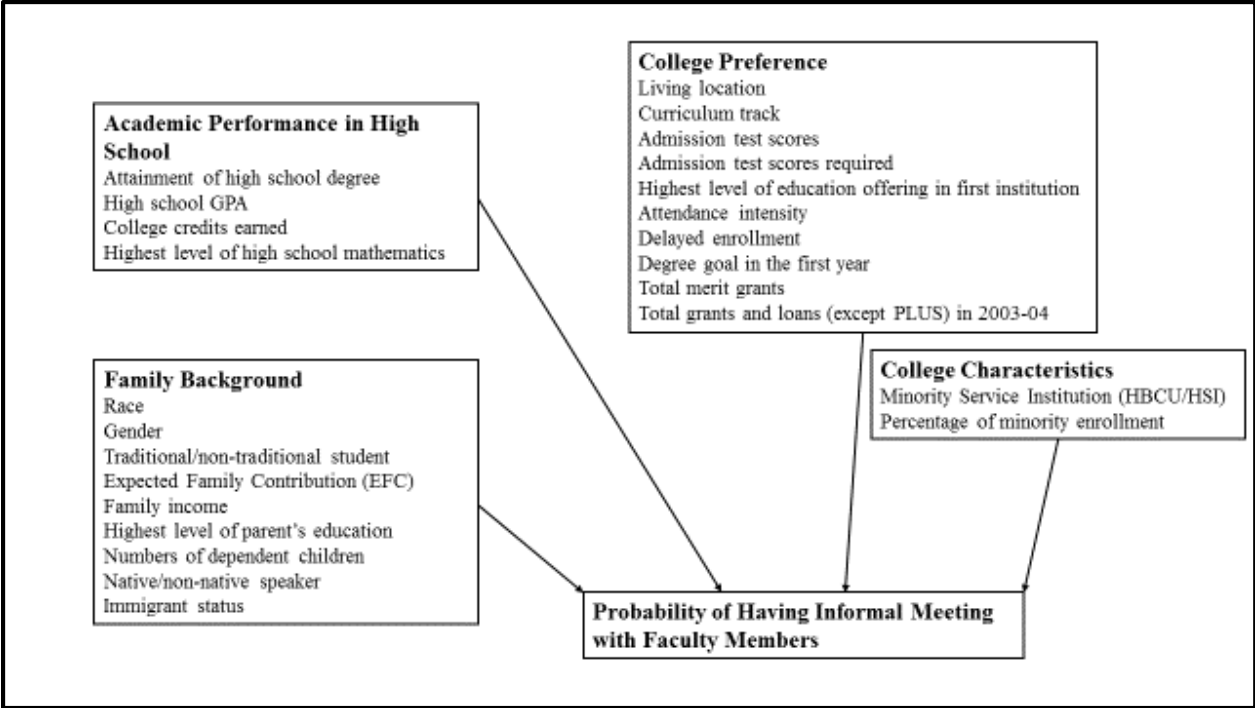 Academic Performance in High
School
Attainment of high school degree
High school GPA
College credits earned
Highest level of high school mathematics
College Preference
Living location
Curriculum track
Admission test scores
Admission test scores required
Highest level of education offering in first institution
Attendance intensity
Delayed enrollment
Degree goal in the first year
Total merit grants
Total grants and loans (except PLUS) in 2003-04
Family Background
Race
Gender
Traditional/non-traditional student
Expected Family Contribution (EFC)
Family income
Highest level of parent’s education
Numbers of dependent children
Native/non-native speaker
Immigrant status
College Characteristics
Minority Service Institution (HBCU/HSI)
Percentage of minority enrollment
Probability of Having Informal Meeting
with Faculty Members